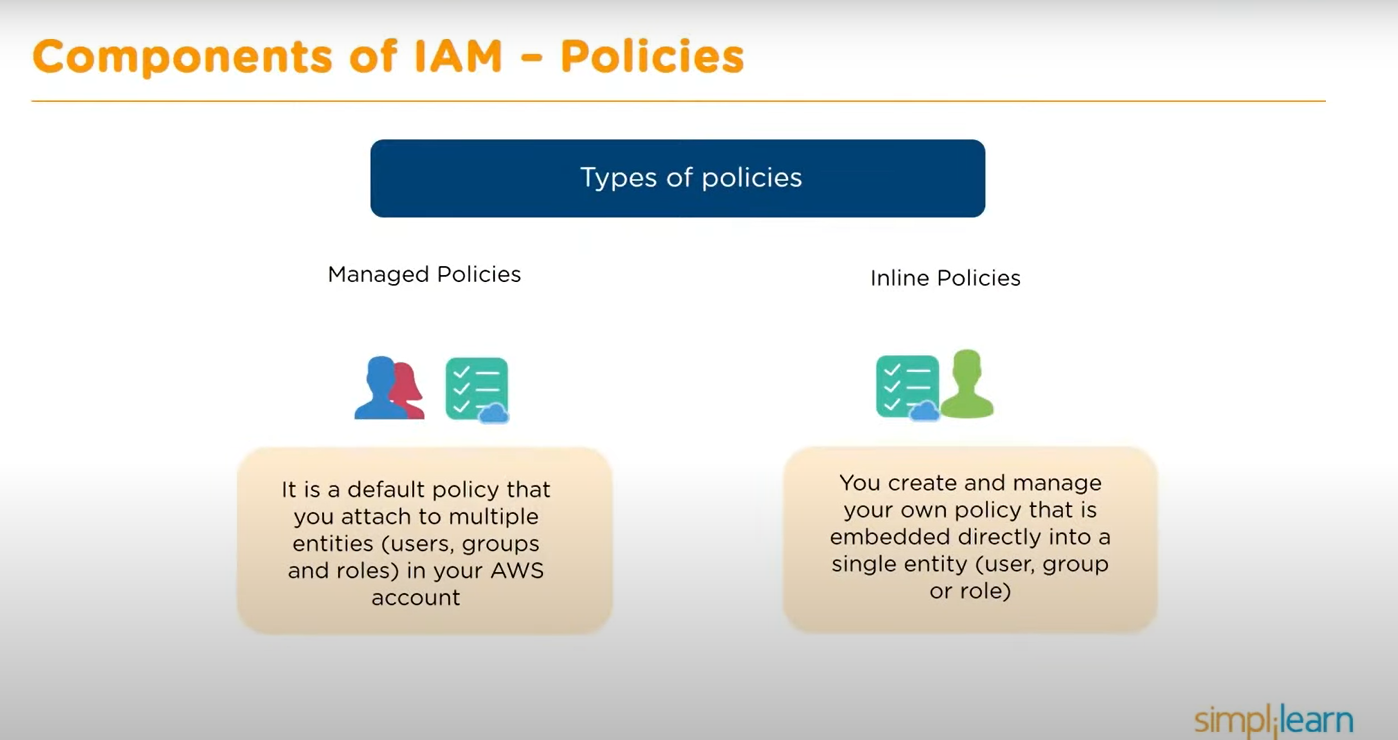 Components of IAM – Policies
Types of policies
Managed Policies
Inline Policies
It is a default policy that
you attach to multiple
entities (users, groups
and roles) in your AWS
account
You create and manage
your own policy that is
embedded directly into a
single entity (user, group
or role)
simplilearn